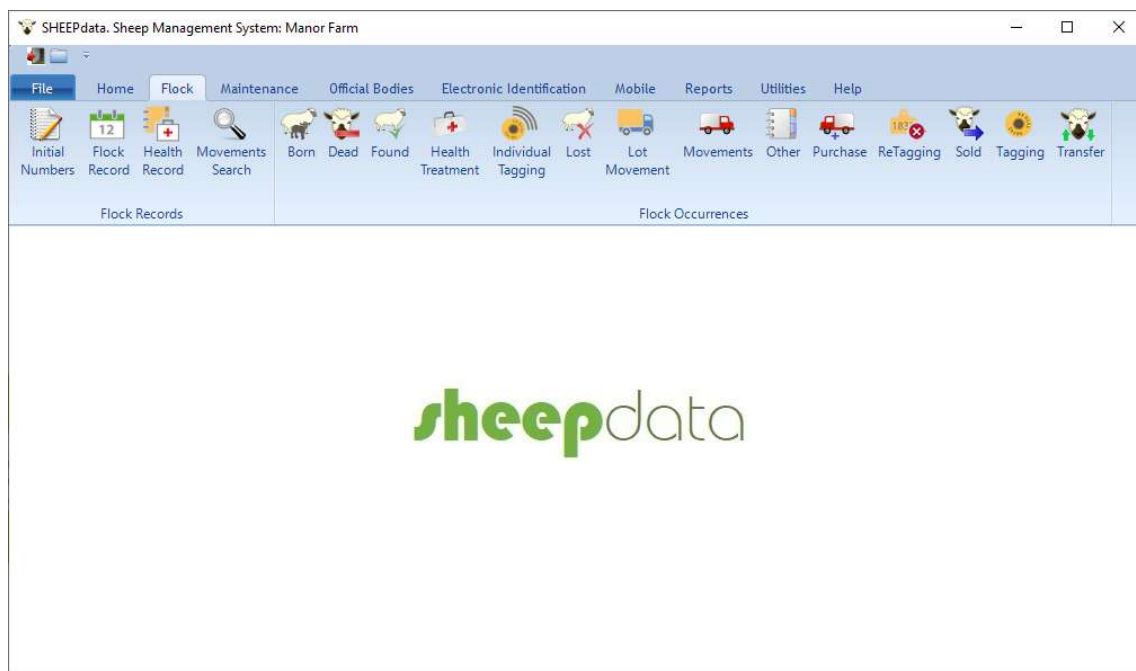 SHEEPdata. Sheep Management System: Manor Farm
File Home Flock Maintenance Official Bodies Electronic Identification Mobile Reports Utilities Help
12 183
Initial Flock Health Movements Born Dead Found Health Individual Lost Lot Movements Other Purchase ReTagging Sold Tagging Transfer
Numbers Record Record Search Treatment Tagging Movement
Flock Records Flock Occurrences
sheepdata